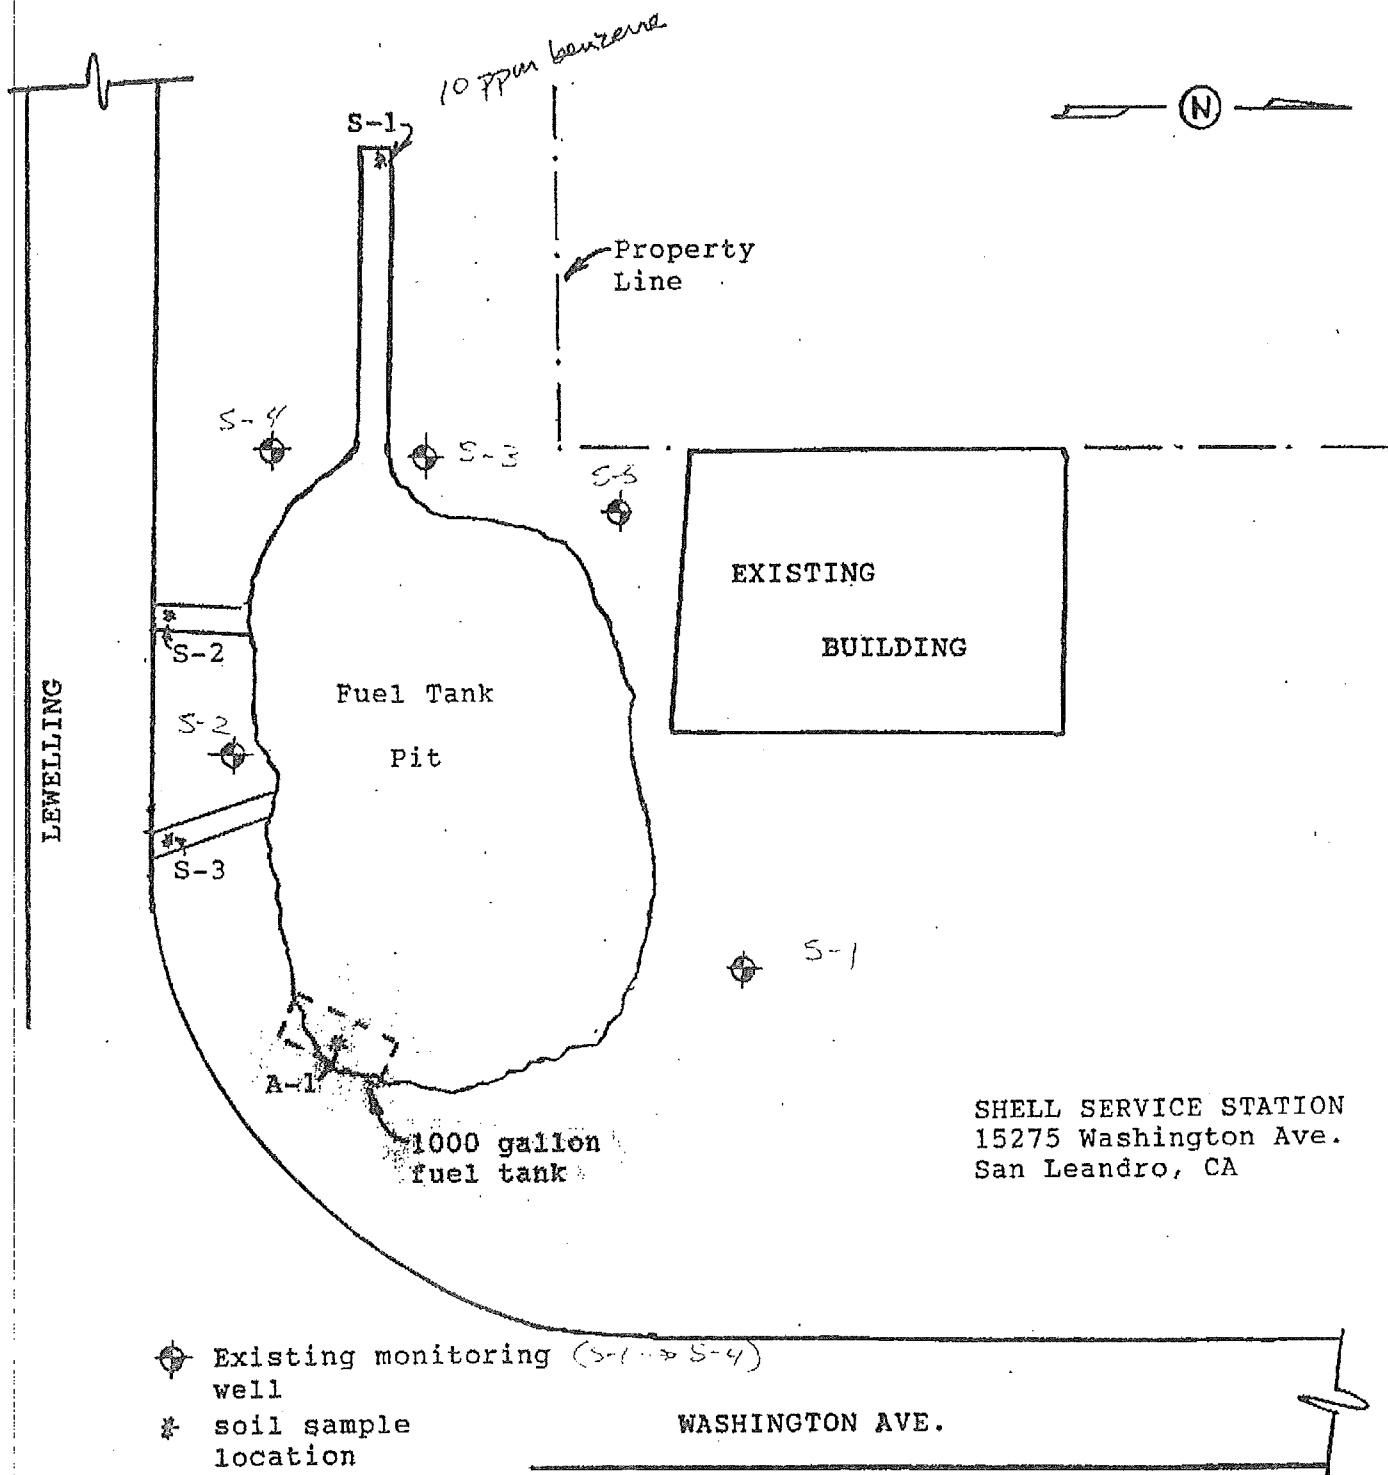 10 ppm benzene
S-1
N
Property
Line
S-4
S-3
S-5
EXISTING
BUILDING
S-2
Fuel Tank
Pit
S-2
LEWELLING
S-3
S-1
A-1
1000 gallon
fuel tank
SHELL SERVICE STATION
15275 Washington Ave.
San Leandro, CA
Existing monitoring (S-1 -> S-4)
well
soil sample
location
WASHINGTON AVE.